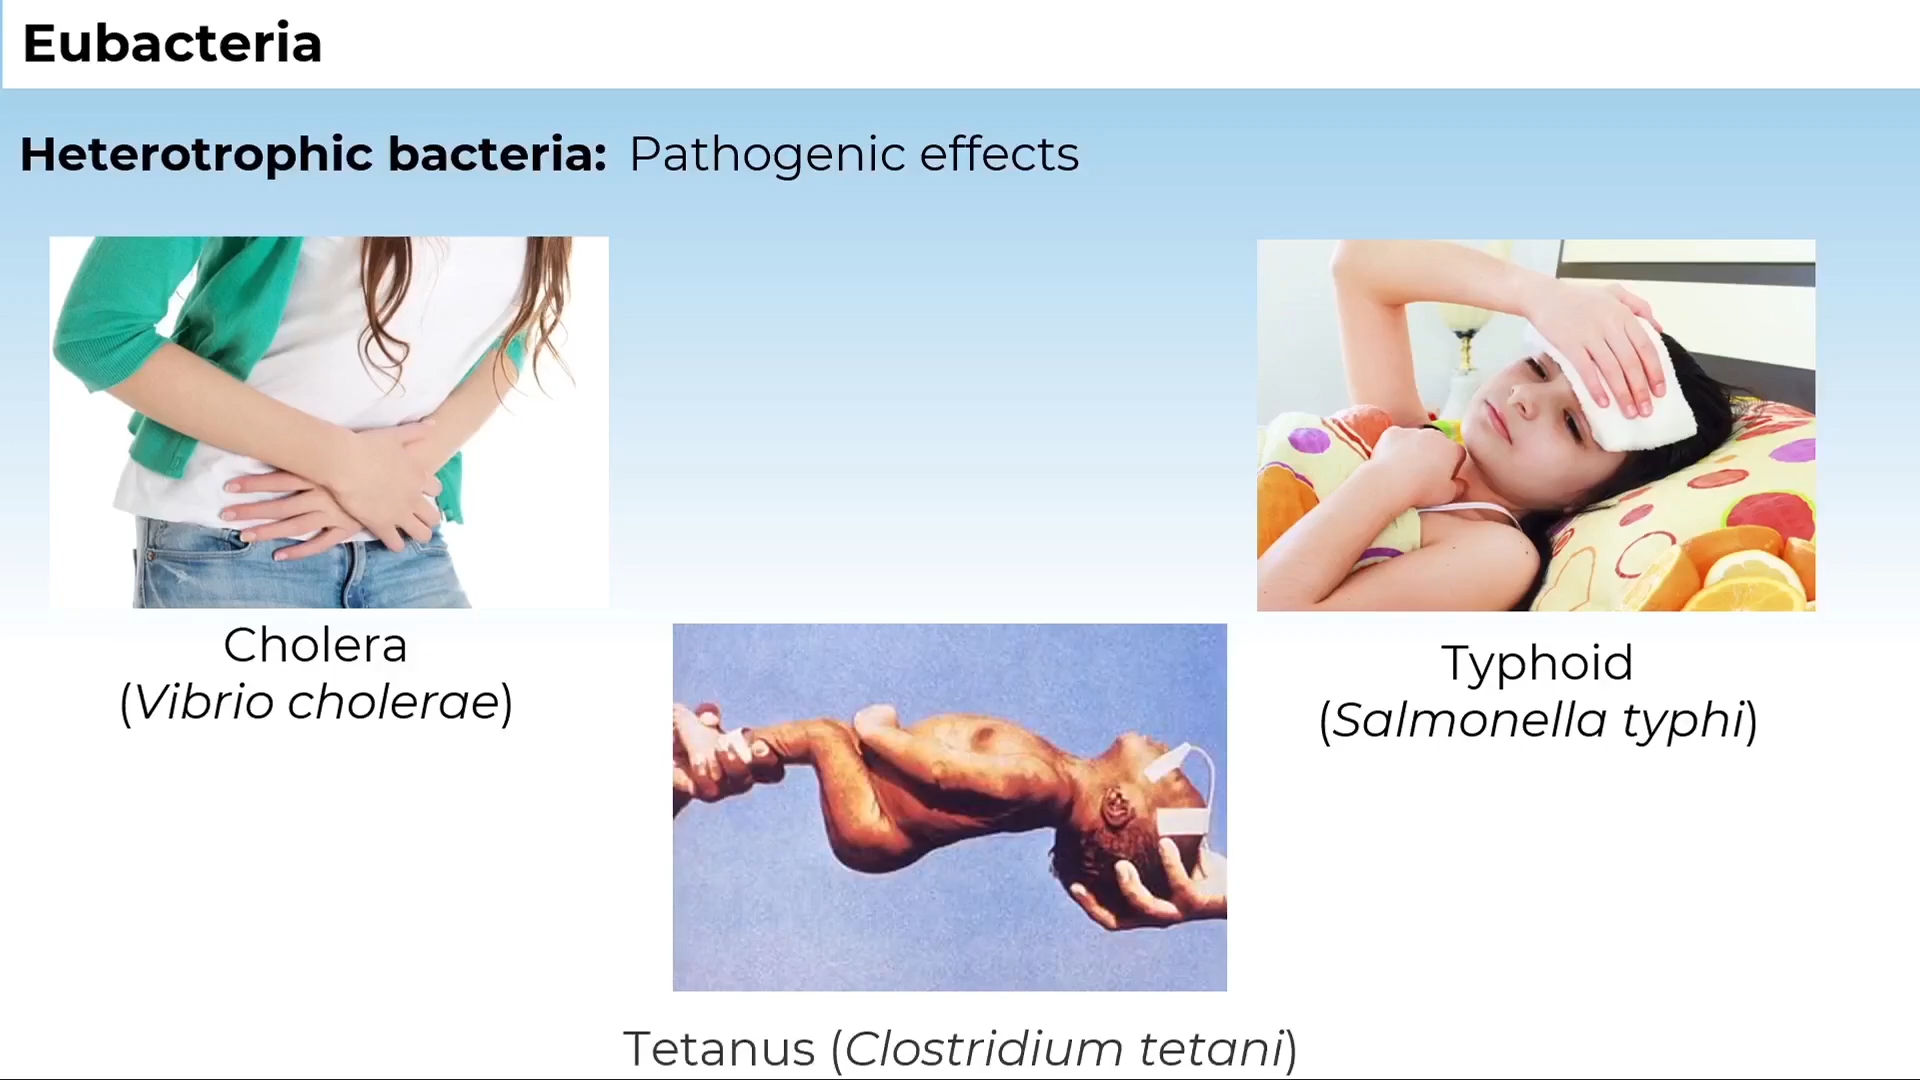 Eubacteria
Heterotrophic bacteria: Pathogenic effects
Cholera
(Vibrio cholerae)
Typhoid
(Salmonella typhi)
Tetanus (Clostridium tetani)